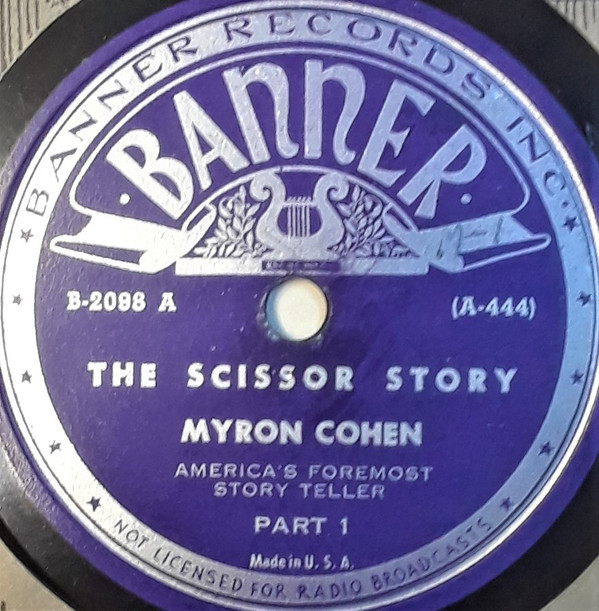 BANNER RECORDS INC.
BANNER
B-2098 A
(A-444)
THE SCISSOR STORY
MYRON COHEN
AMERICA'S FOREMOST
STORY TELLER
PART 1
Made in U. S. A.
NOT LICENSED FOR RADIO BROADCASTS